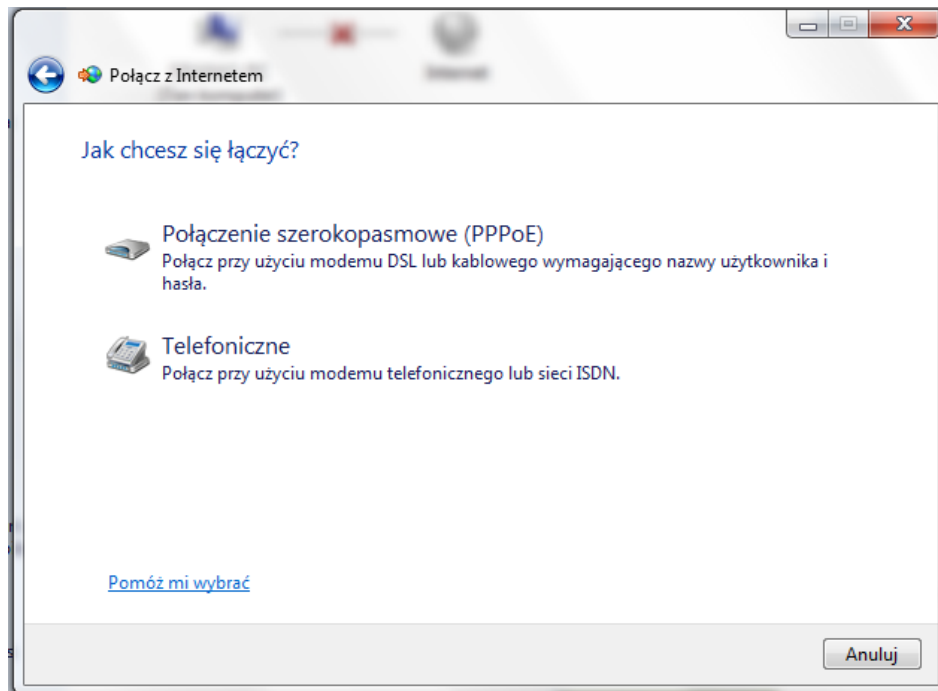 Połącz z Internetem
Jak chcesz się łączyć?
Połączenie szerokopasmowe (PPPoE)
Połącz przy użyciu modemu DSL lub kablowego wymagającego nazwy użytkownika i
hasła.
Telefoniczne
Połącz przy użyciu modemu telefonicznego lub sieci ISDN.
Pomóż mi wybrać
Anuluj